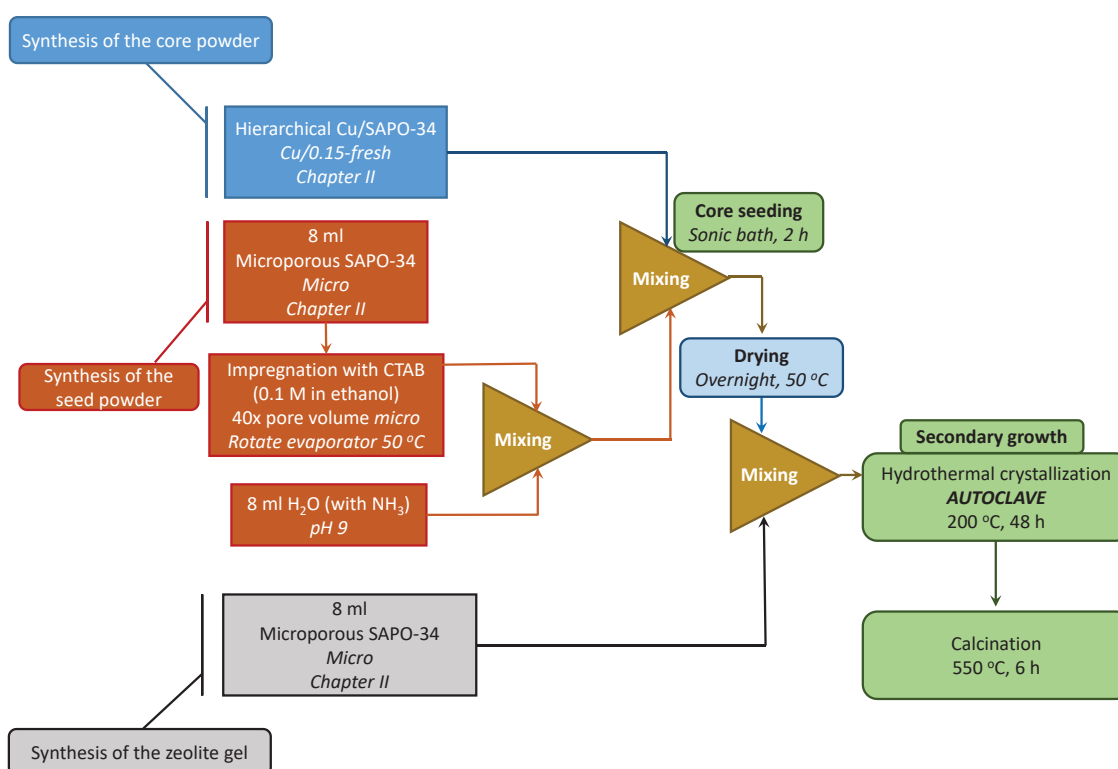 Synthesis of the core powder
Hierarchical Cu/SAPO-34
Cu/0.15-fresh
Chapter II
Core seeding
Sonic bath, 2 h
8 ml
Microporous SAPO-34
Micro
Chapter II
Mixing
Synthesis of the
seed powder
Impregnation with CTAB
(0.1 M in ethanol)
40x pore volume micro
Rotate evaporator 50 °C
Mixing
Drying
Overnight, 50 °C
8 ml H₂O (with NH₃)
pH 9
Mixing
Secondary growth
Hydrothermal crystallization
AUTOCLAVE
200 °C, 48 h
8 ml
Microporous SAPO-34
Micro
Chapter II
Calcination
550 °C, 6 h
Synthesis of the zeolite gel